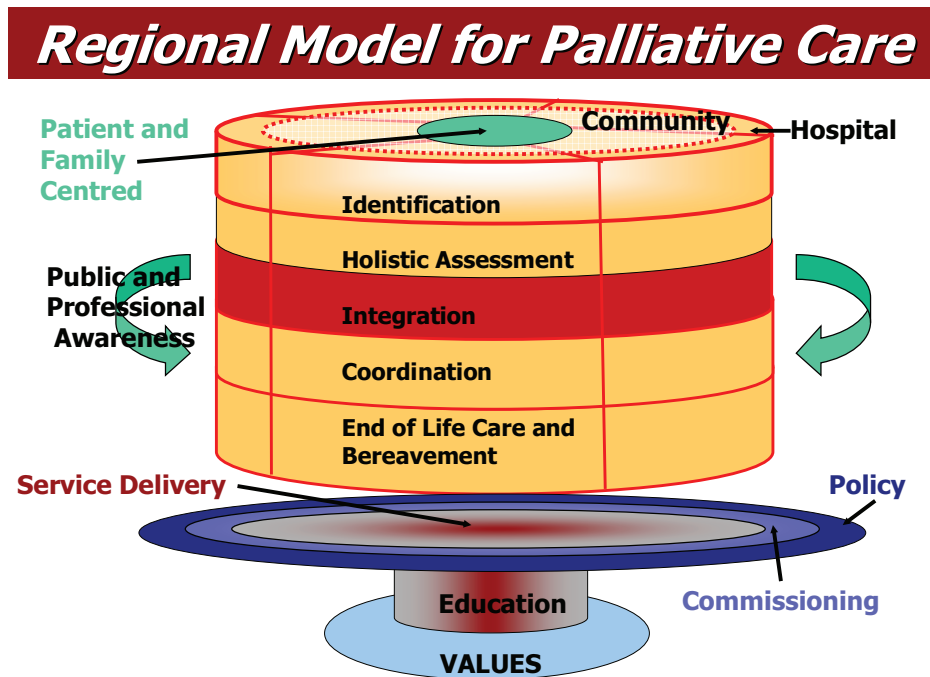 Regional Model for Palliative Care
Patient and
Family
Centred
Community
Hospital
Identification
Holistic Assessment
Public and
Professional
Awareness
Integration
Coordination
End of Life Care and
Bereavement
Service Delivery
Policy
Commissioning
Education
VALUES